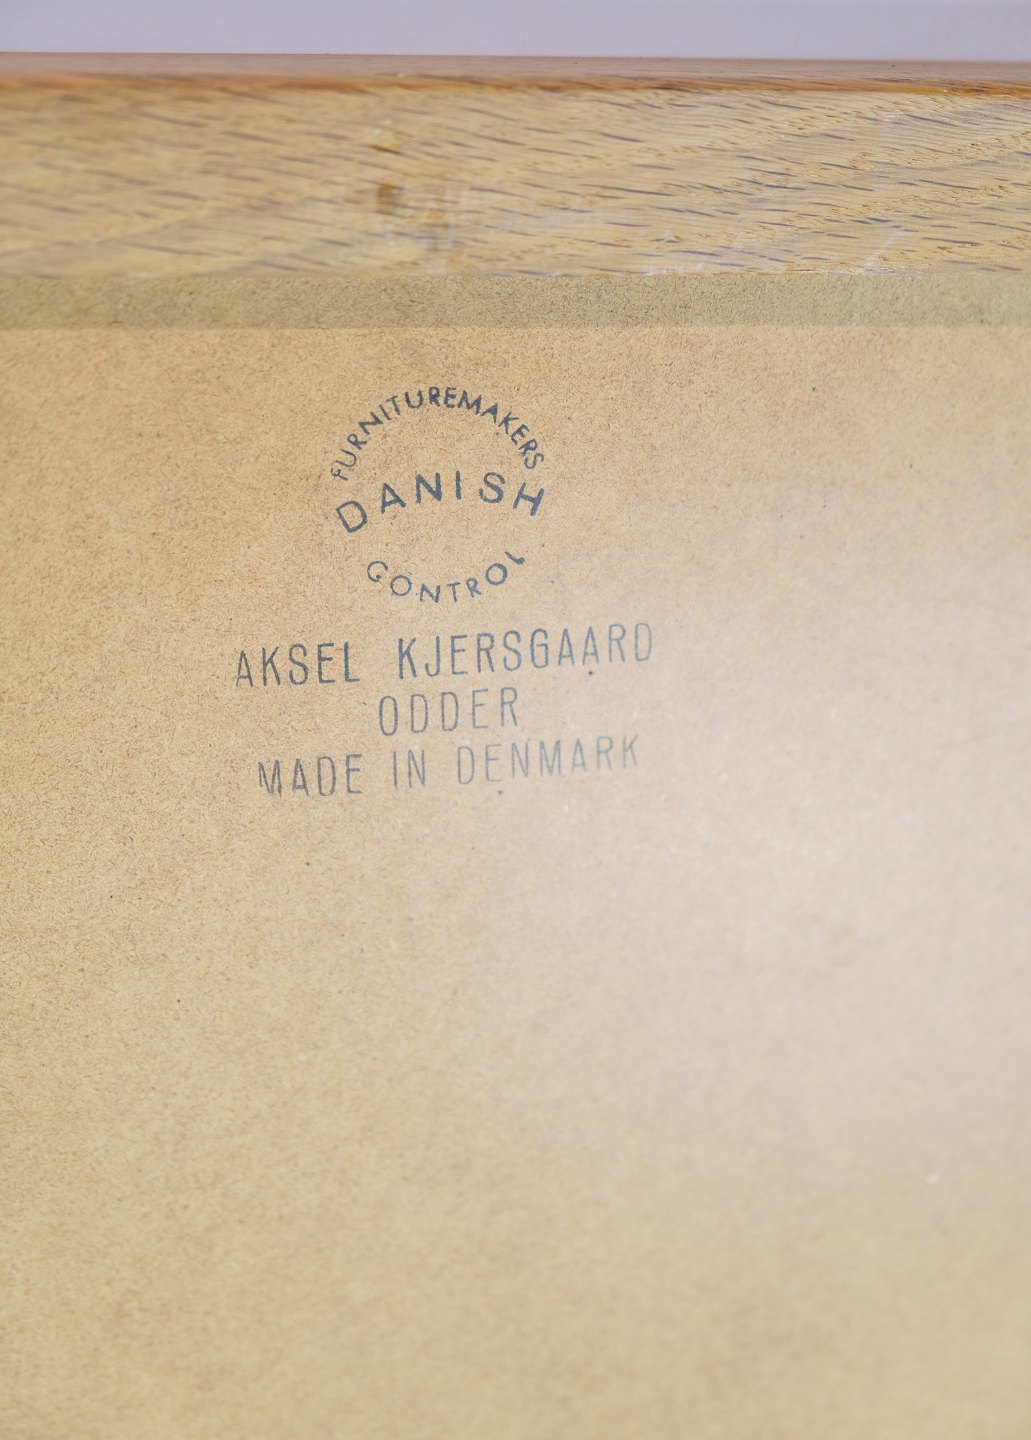 FURNITUREMAKERS
DANISH
CONTROL
AKSEL KJERSGAARD
ODDER
MADE IN DENMARK